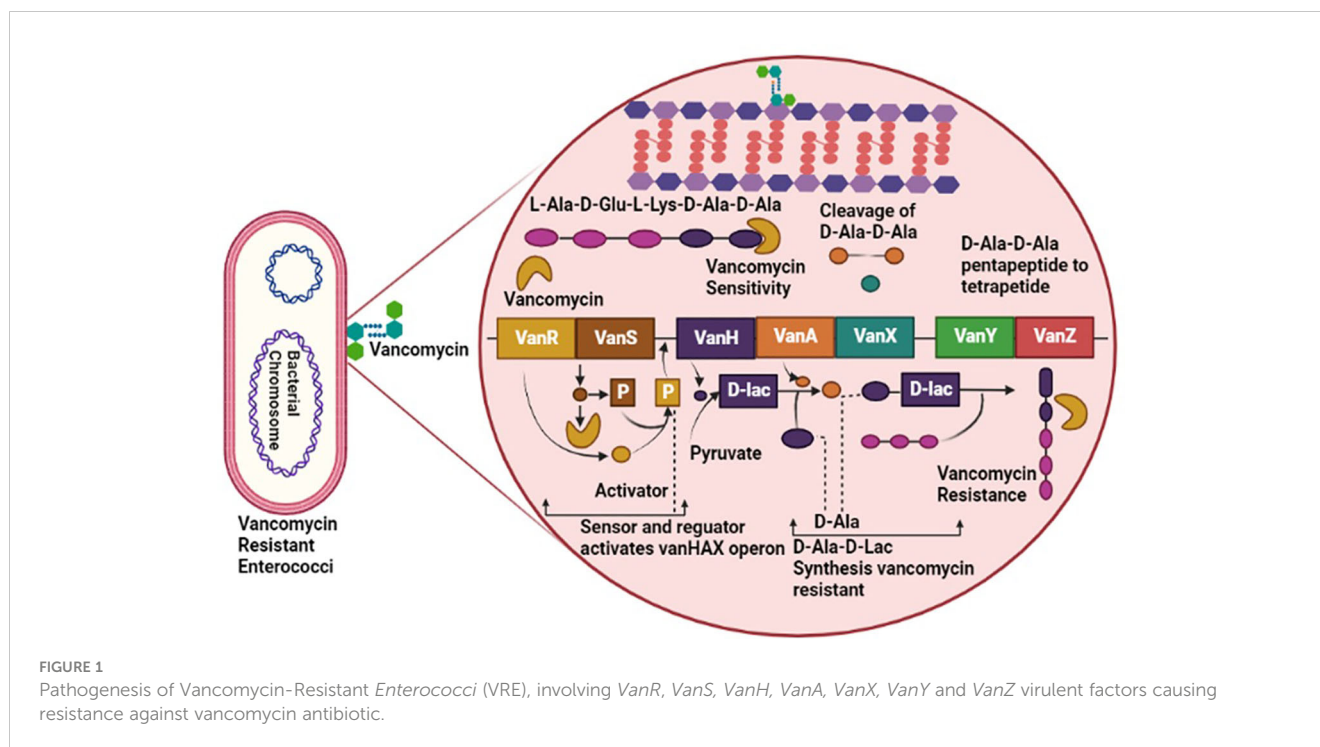 L-Ala-D-Glu-L-Lys-D-Ala-D-Ala
Cleavage of
D-Ala-D-Ala
D-Ala-D-Ala
pentapeptide to
tetrapetide
Vancomycin
Sensitivity
Vancomycin
VanR
VanS
VanH
VanA
VanX
VanY
VanZ
Vancomycin
Bacterial
Chromosome
P
P
D-lac
D-lac
Pyruvate
Activator
Vancomycin
Resistance
Sensor and reguator
activates vanHAX operon
D-Ala
D-Ala-D-Lac
Synthesis vancomycin
resistant
Vancomycin
Resistant
Enterococci
FIGURE 1
Pathogenesis of Vancomycin-Resistant Enterococci (VRE), involving VanR, VanS, VanH, VanA, VanX, VanY and VanZ virulent factors causing
resistance against vancomycin antibiotic.